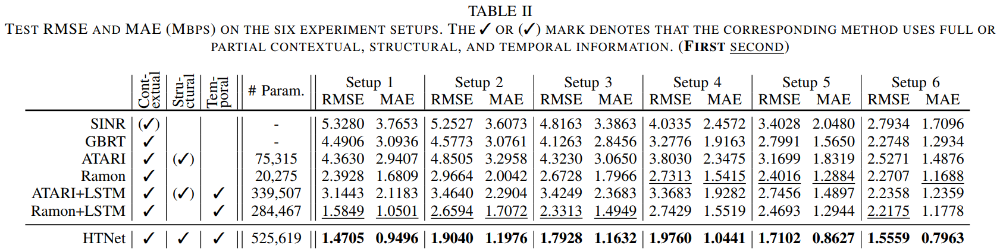 TABLE II
TEST RMSE AND MAE (MBPS) ON THE SIX EXPERIMENT SETUPS. THE ✓ OR (✓) MARK DENOTES THAT THE CORRESPONDING METHOD USES FULL OR
PARTIAL CONTEXTUAL, STRUCTURAL, AND TEMPORAL INFORMATION. (FIRST SECOND)
Cont-extual Stru-ctural Tem-poral # Param. Setup 1 Setup 2 Setup 3 Setup 4 Setup 5 Setup 6
RMSE MAE RMSE MAE RMSE MAE RMSE MAE RMSE MAE RMSE MAE
SINR (✓) - 5.3280 3.7653 5.2527 3.6073 4.8163 3.3863 4.0335 2.4572 3.4028 2.0480 2.7934 1.7096
GBRT ✓ - 4.4906 3.0936 4.5773 3.0761 4.1263 2.8456 3.2776 1.9163 2.7991 1.5650 2.2748 1.2934
ATARI ✓ (✓) 75,315 4.3630 2.9407 4.8505 3.2958 4.3230 3.0650 3.8030 2.3475 3.1699 1.8319 2.5271 1.4876
Ramon ✓ 20,275 2.3928 1.6809 2.9664 2.0042 2.6728 1.7966 2.7313 1.5415 2.4016 1.2884 2.2707 1.1688
ATARI+LSTM ✓ (✓) ✓ 339,507 3.1443 2.1183 3.4640 2.2904 3.4249 2.3683 3.3683 1.9282 2.7456 1.4897 2.2358 1.2359
Ramon+LSTM ✓ ✓ 284,467 1.5849 1.0501 2.6594 1.7072 2.3313 1.4949 2.7429 1.5519 2.4693 1.2944 2.2175 1.1778
HTNet ✓ ✓ ✓ 525,619 1.4705 0.9496 1.9040 1.1976 1.7928 1.1632 1.9760 1.0441 1.7102 0.8627 1.5559 0.7963